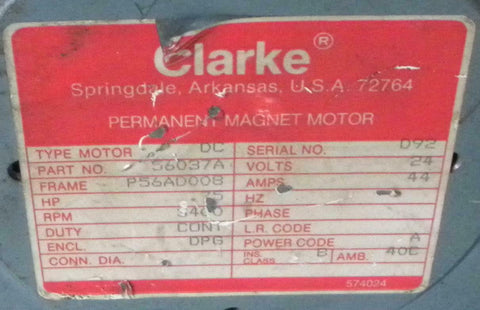 Clarke®
Springdale, Arkansas, U.S.A. 72764
PERMANENT MAGNET MOTOR
TYPE MOTOR DC SERIAL NO. D92
PART NO. 56037A VOLTS 24
FRAME P56AD008 AMPS 44
HP HZ
RPM PHASE
DUTY CONT L.R. CODE
ENCL. DPG POWER CODE A
CONN. DIA. INS. CLASS B AMB. 40C
574024